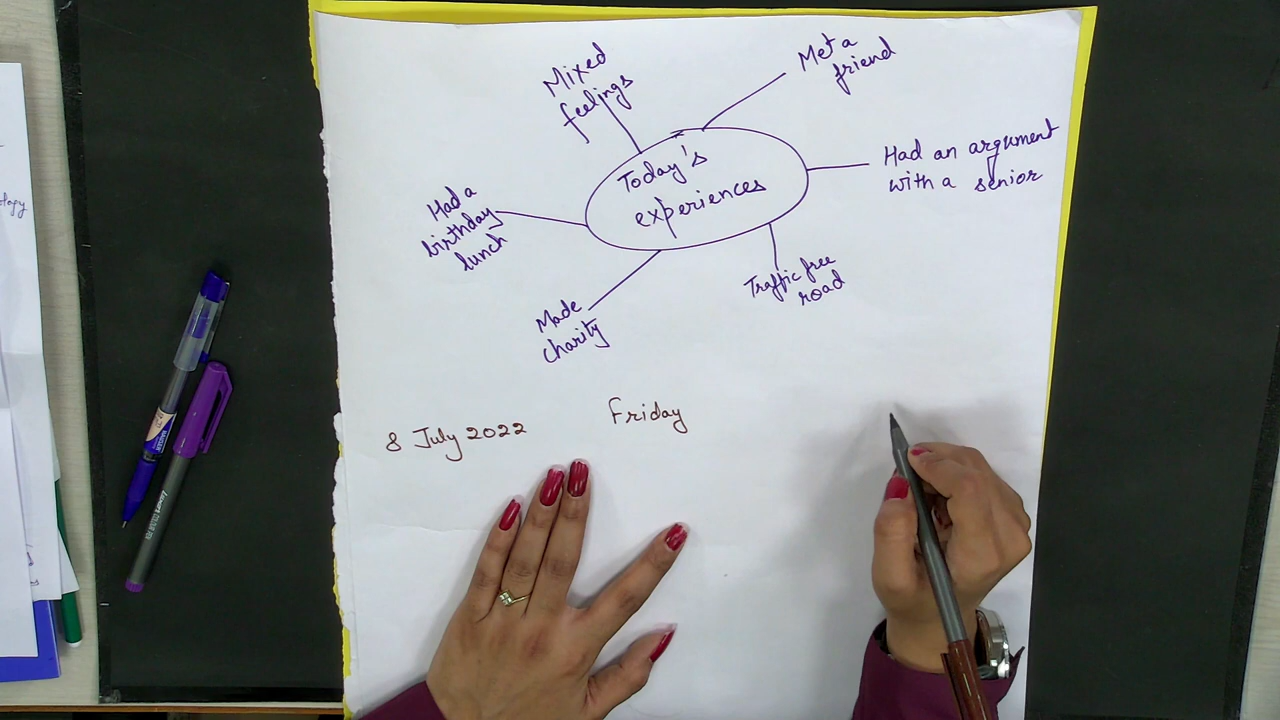 Mixed
feelings
Met a
friend
Had an argument
with a senior
Today's
experiences
Had a
birthday
lunch
Traffic free
road
Made
charity
8 July 2022
Friday